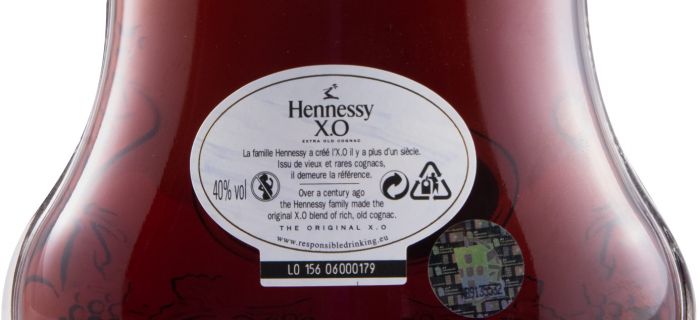 Hennessy
X.O
EXTRA OLD COGNAC
La famille Hennessy a créé l'X.O il y a plus d'un siècle.
Issu de vieux et rares cognacs,
il demeure la référence.
40% vol
Over a century ago
the Hennessy family made the
original X.O blend of rich, old cognac.
THE ORIGINAL X.O
www.responsibledrinking.eu
L0 156 06000179